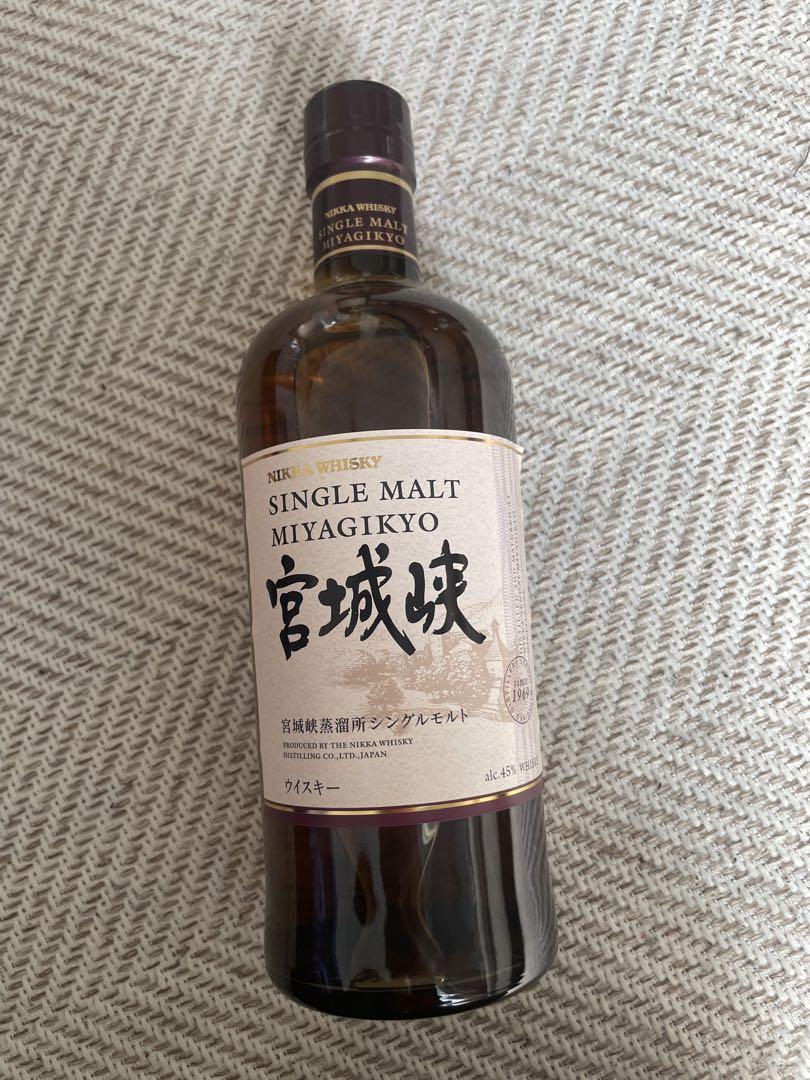 NIKKA WHISKY
SINGLE MALT
MIYAGIKYO
NIKKA WHISKY
SINGLE MALT
MIYAGIKYO
宮城峡
since
1969
宮城峡蒸溜所シングルモルト
PRODUCED BY THE NIKKA WHISKY
DISTILLING CO.,LTD.,JAPAN
alc.45% WHISKY
ウイスキー